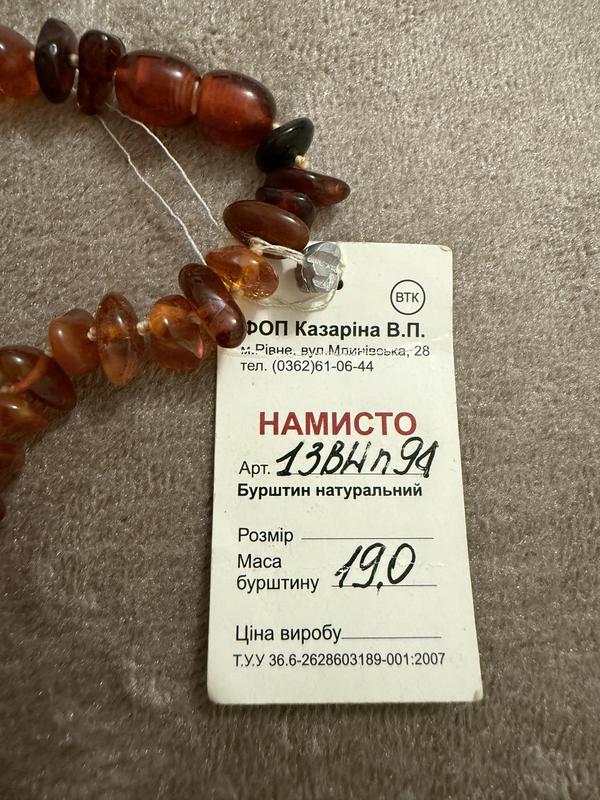 ВТК
ФОП Казаріна В.П.
м.Рівне, вул.Млинівська, 28
тел. (0362)61-06-44
НАМИСТО
Арт. 13ВНп94
Бурштин натуральний
Розмір
Маса
бурштину 19,0
Ціна виробу
Т.У.У 36.6-2628603189-001:2007